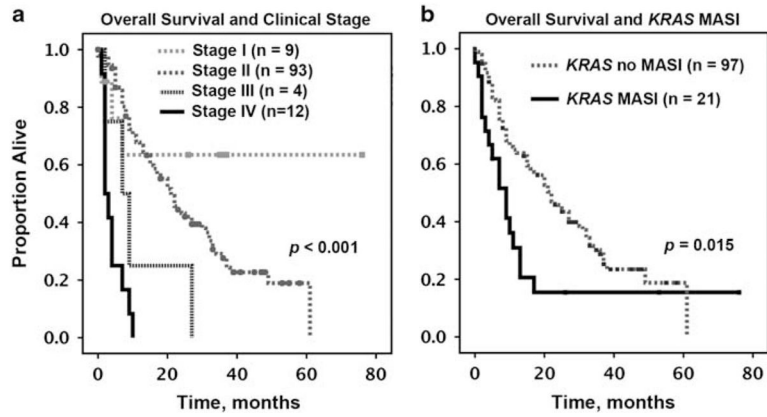 a
Overall Survival and Clinical Stage
Stage I (n = 9)
Stage II (n = 93)
Stage III (n = 4)
Stage IV (n=12)
p < 0.001
Proportion Alive
1.0
0.8
0.6
0.4
0.2
0.0
0 20 40 60 80
Time, months
b
Overall Survival and KRAS MASI
KRAS no MASI (n = 97)
KRAS MASI (n = 21)
p = 0.015
1.0
0.8
0.6
0.4
0.2
0.0
0 20 40 60 80
Time, months